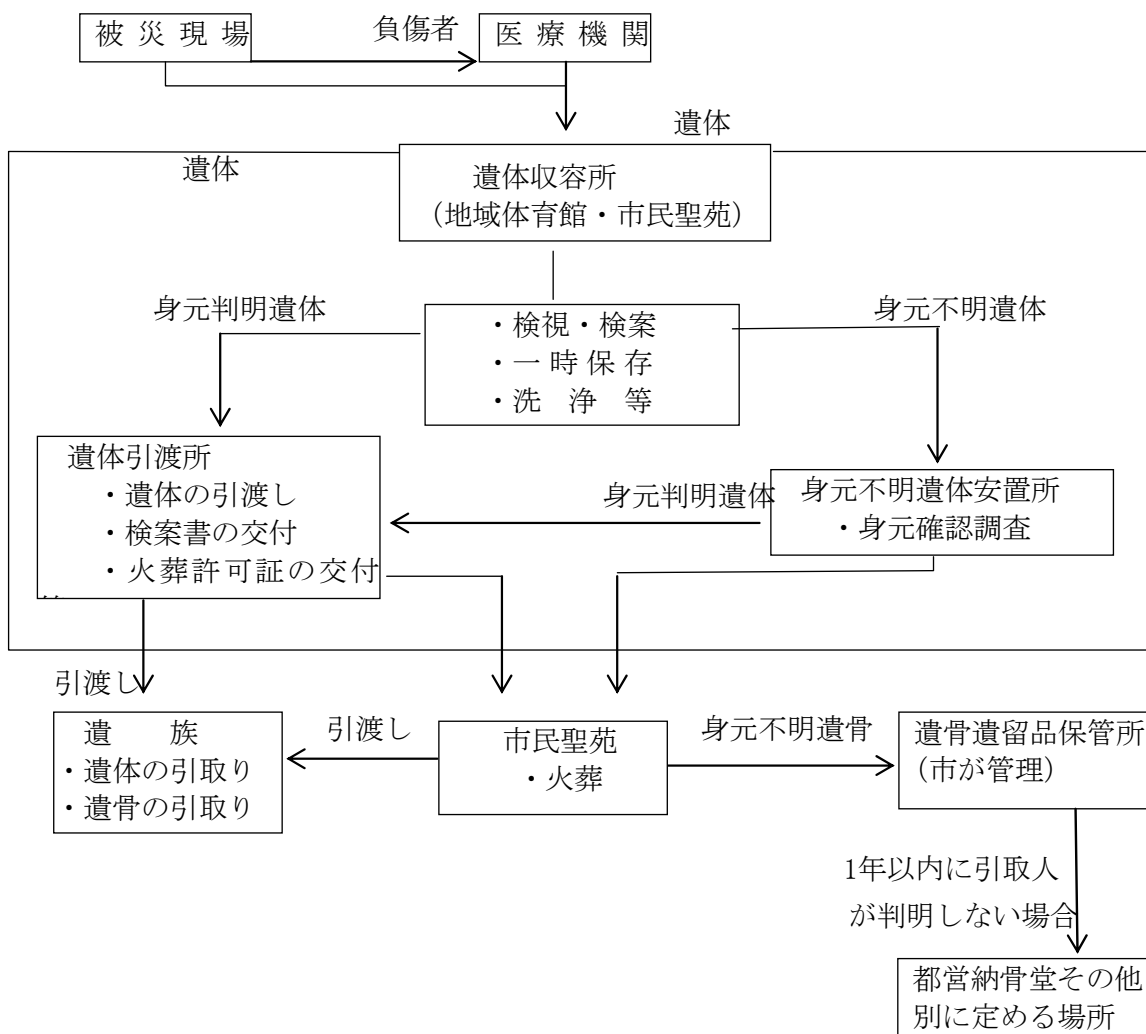 被災現場
負傷者
医療機関
遺体
遺体
遺体収容所
(地域体育館・市民聖苑)
身元判明遺体
・検視・検案
・一時保存
・洗浄等
身元不明遺体
遺体引渡所
・遺体の引渡し
・検案書の交付
・火葬許可証の交付
身元判明遺体
身元不明遺体安置所
・身元確認調査
引渡し
遺族
・遺体の引取り
・遺骨の引取り
引渡し
市民聖苑
・火葬
身元不明遺骨
遺骨遺留品保管所
(市が管理)
1年以内に引取人
が判明しない場合
都営納骨堂その他
別に定める場所